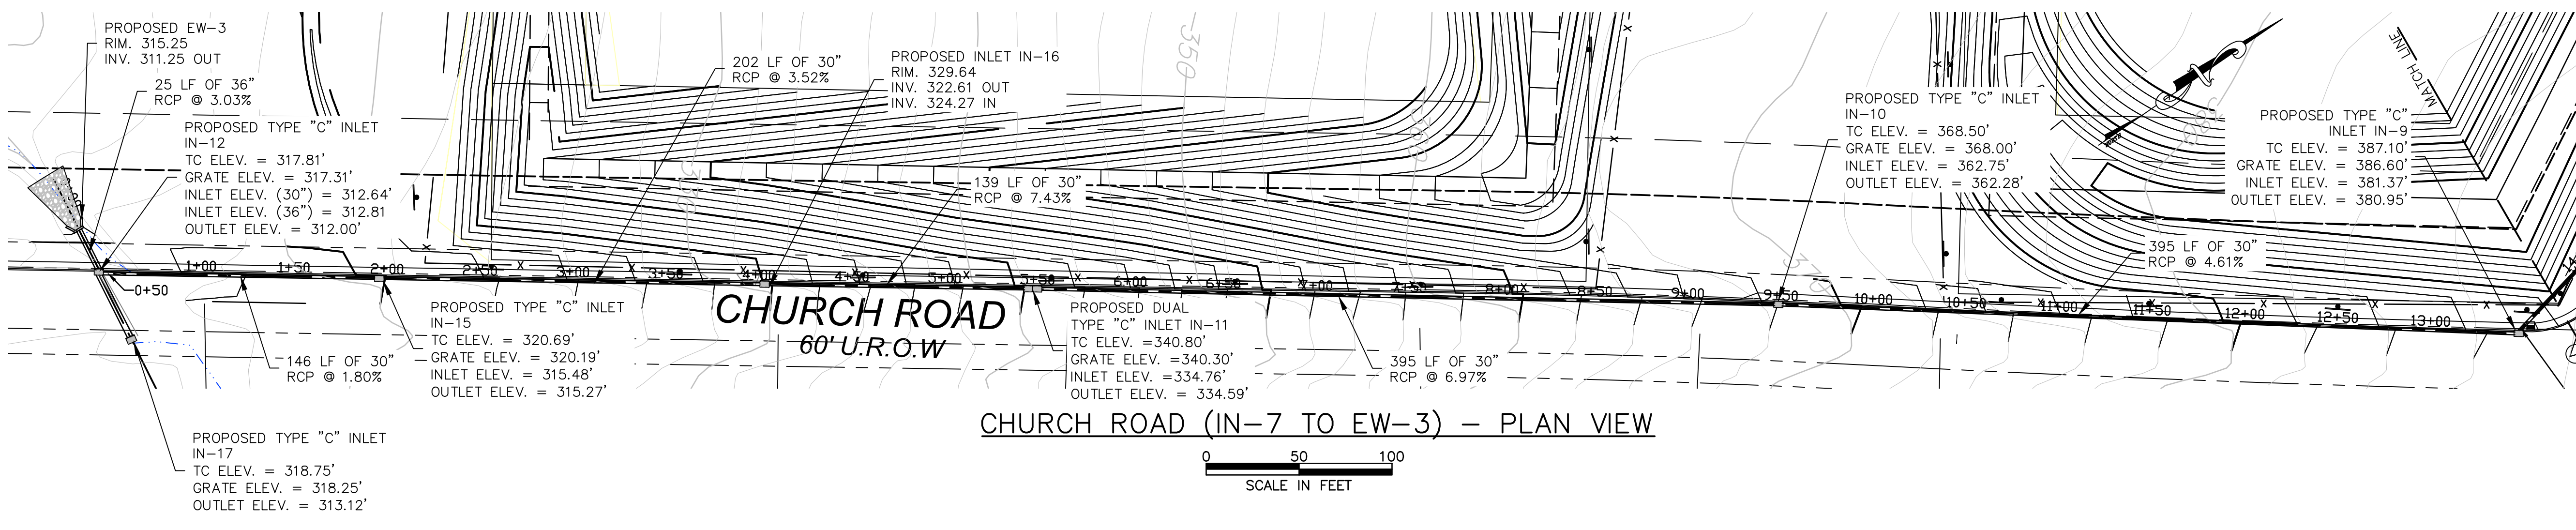 PROPOSED EW-3
RIM. 315.25
INV. 311.25 OUT
25 LF OF 36"
RCP @ 3.03%
PROPOSED TYPE "C" INLET
IN-12
TC ELEV. = 317.81'
GRATE ELEV. = 317.31'
INLET ELEV. (30") = 312.64'
INLET ELEV. (36") = 312.81
OUTLET ELEV. = 312.00'
202 LF OF 30"
RCP @ 3.52%
PROPOSED INLET IN-16
RIM. 329.64
INV. 322.61 OUT
INV. 324.27 IN
350
139 LF OF 30"
RCP @ 7.43%
PROPOSED TYPE "C" INLET
IN-10
TC ELEV. = 368.50'
GRATE ELEV. = 368.00'
INLET ELEV. = 362.75'
OUTLET ELEV. = 362.28'
MATCH LINE
PROPOSED TYPE "C"
INLET IN-9
TC ELEV. = 387.10'
GRATE ELEV. = 386.60'
INLET ELEV. = 381.37'
OUTLET ELEV. = 380.95'
395 LF OF 30"
RCP @ 4.61%
0+50
1+00
1+50
2+00
2+50
3+00
3+50
4+00
4+50
5+00
5+50
6+00
6+50
7+00
7+50
8+00
8+50
9+00
9+50
10+00
10+50
11+00
11+50
12+00
12+50
13+00
CHURCH ROAD
60' U.R.O.W
146 LF OF 30"
RCP @ 1.80%
PROPOSED TYPE "C" INLET
IN-15
TC ELEV. = 320.69'
GRATE ELEV. = 320.19'
INLET ELEV. = 315.48'
OUTLET ELEV. = 315.27'
PROPOSED DUAL
TYPE "C" INLET IN-11
TC ELEV. =340.80'
GRATE ELEV. =340.30'
INLET ELEV. =334.76'
OUTLET ELEV. = 334.59'
395 LF OF 30"
RCP @ 6.97%
PROPOSED TYPE "C" INLET
IN-17
TC ELEV. = 318.75'
GRATE ELEV. = 318.25'
OUTLET ELEV. = 313.12'
CHURCH ROAD (IN-7 TO EW-3) - PLAN VIEW
0 50 100
SCALE IN FEET